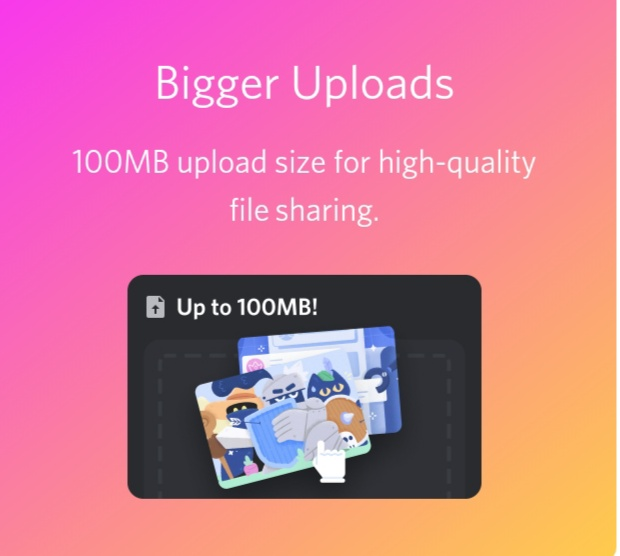 Bigger Uploads
100MB upload size for high-quality
file sharing.
Up to 100MB!